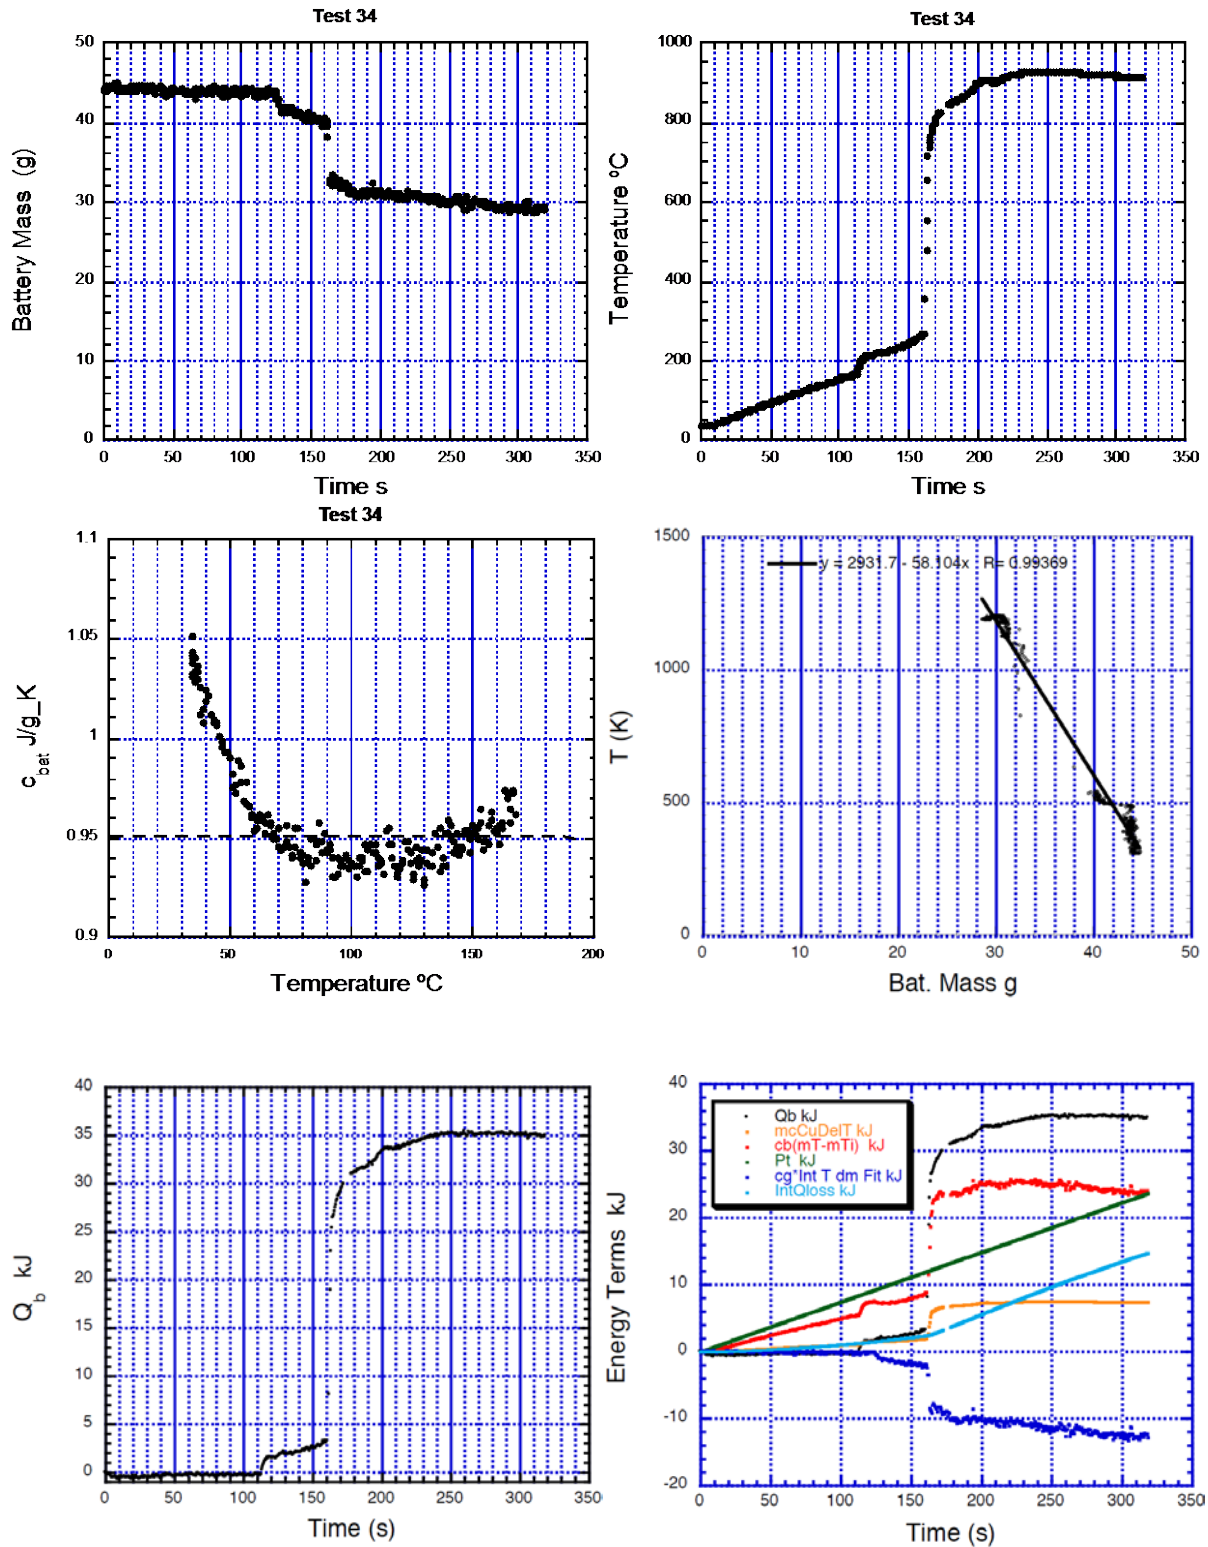 Test 34
50
40
30
20
10
0
Battery Mass (g)
0 50 100 150 200 250 300 350
Time s
Test 34
1000
800
600
400
200
0
Temperature ºC
0 50 100 150 200 250 300 350
Time s
Test 34
1.1
1.05
1
0.95
0.9
c_bat J/g_K
0 50 100 150 200
Temperature ºC
1500
1000
500
0
T (K)
y = 2931.7 - 58.104x R= 0.99369
0 10 20 30 40 50
Bat. Mass g
40
35
30
25
20
15
10
5
0
Q_b kJ
0 50 100 150 200 250 300 350
Time (s)
40
30
20
10
0
-10
-20
Energy Terms kJ
Qb kJ
mcCuDelT kJ
cb(mT-mTi) kJ
Pt kJ
cg*Int T dm Fit kJ
IntQloss kJ
0 50 100 150 200 250 300 350
Time (s)